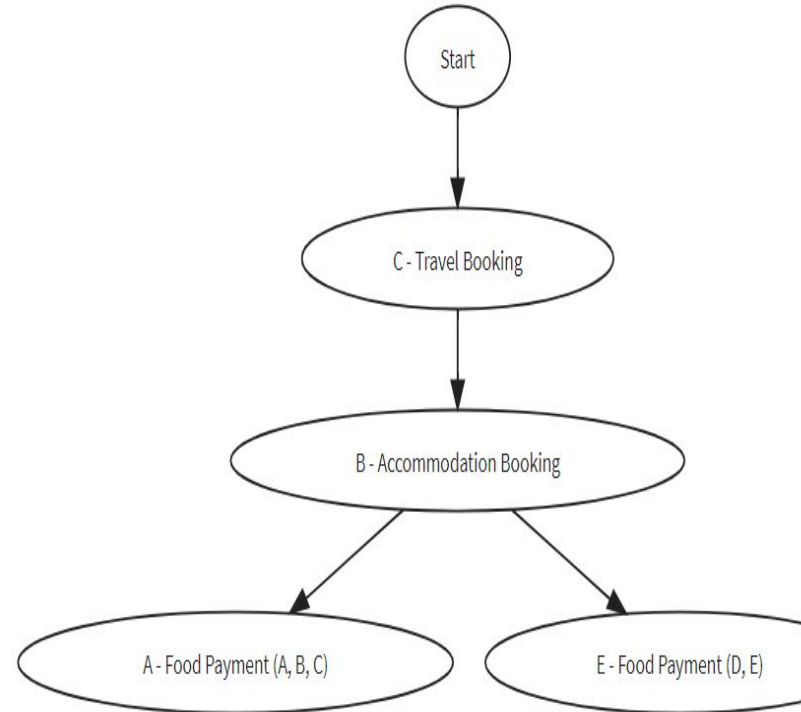 Start
C - Travel Booking
B - Accommodation Booking
A - Food Payment (A, B, C)
E - Food Payment (D, E)